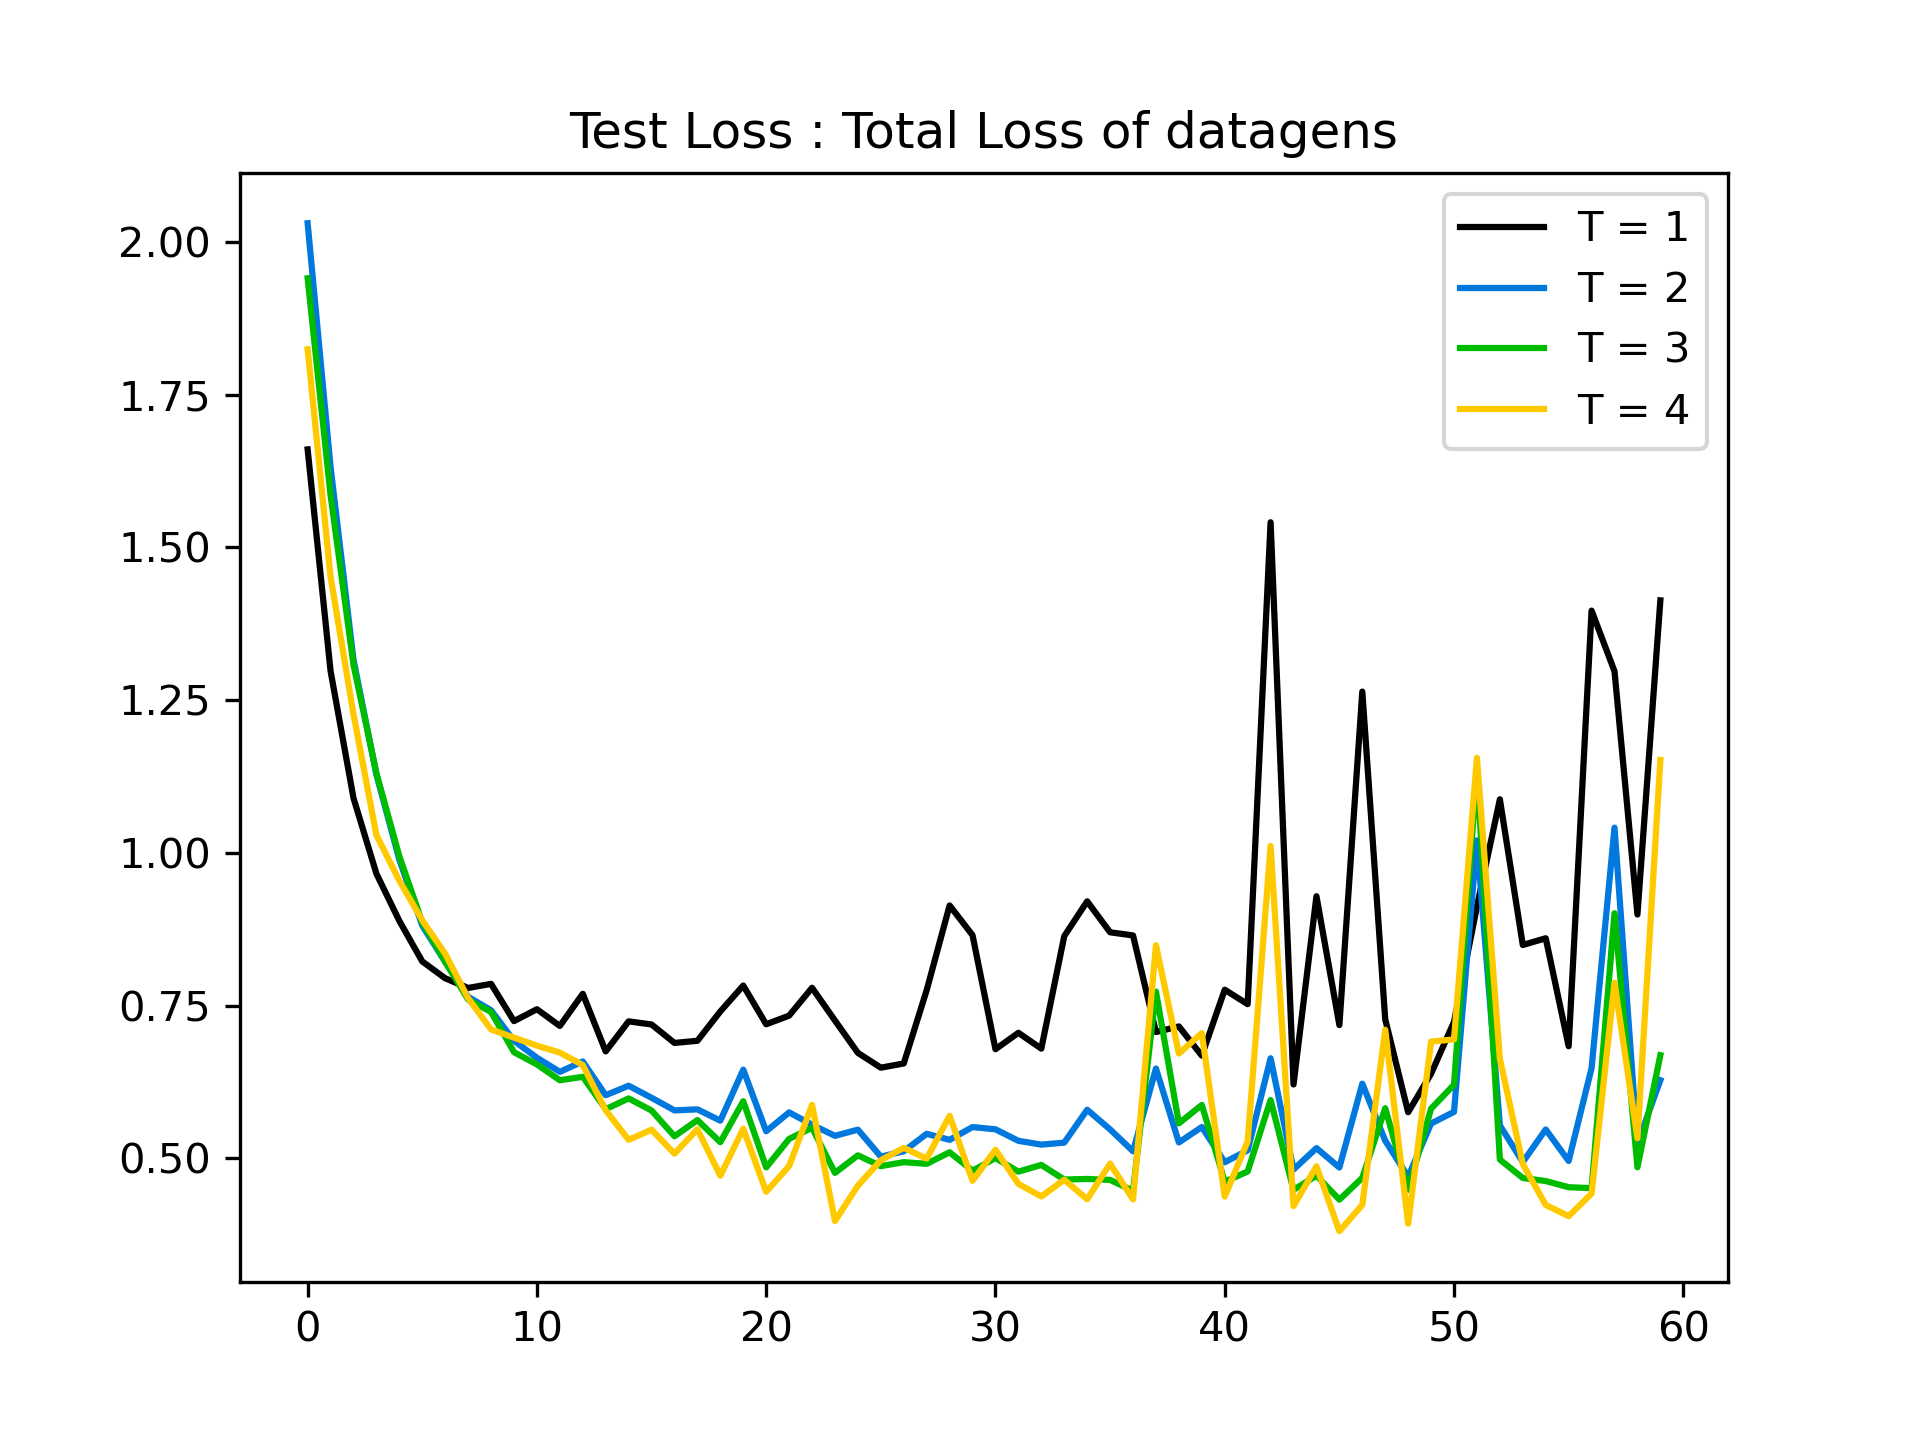 Test Loss : Total Loss of datagens
T = 1
T = 2
T = 3
T = 4
2.00
1.75
1.50
1.25
1.00
0.75
0.50
0 10 20 30 40 50 60